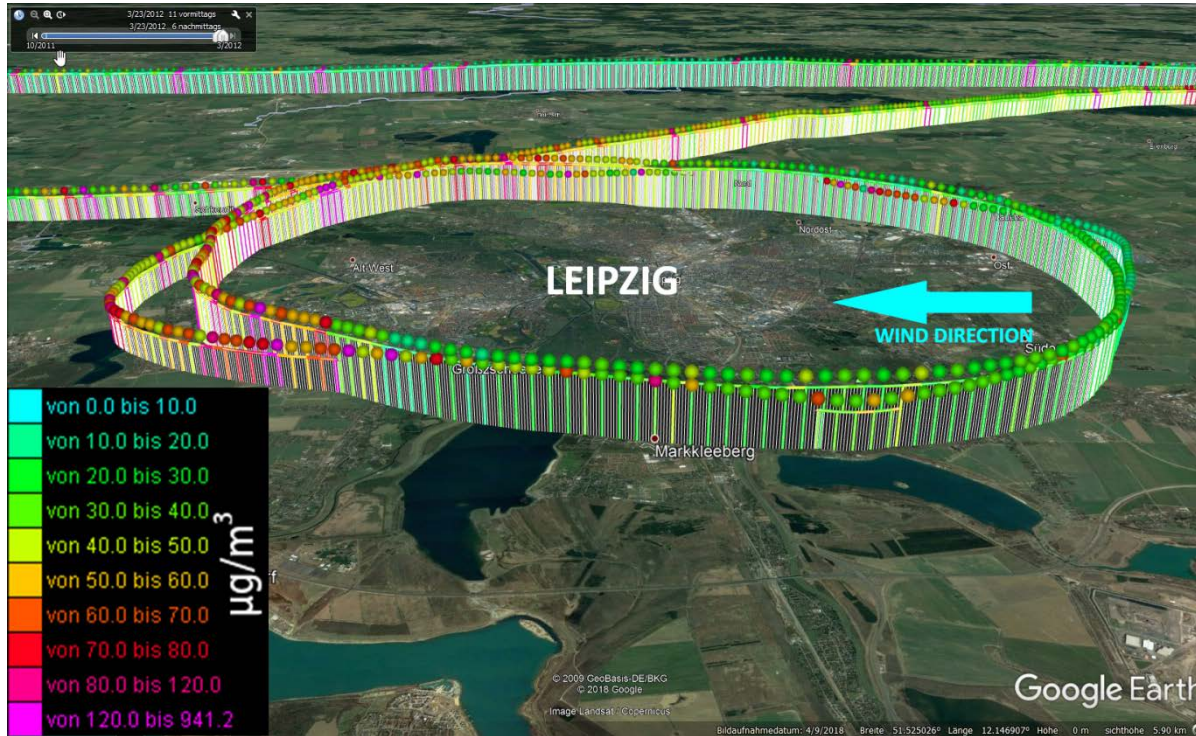 3/23/2012 11 vormittags
3/23/2012 6 nachmittags
10/2011
3/2012
Alt-West
Nordost
Ost
LEIPZIG
WIND DIRECTION
Markkleeberg
von 0.0 bis 10.0
von 10.0 bis 20.0
von 20.0 bis 30.0
von 30.0 bis 40.0
von 40.0 bis 50.0
von 50.0 bis 60.0
von 60.0 bis 70.0
von 70.0 bis 80.0
von 80.0 bis 120.0
von 120.0 bis 941.2
µg/m³
© 2009 GeoBasis-DE/BKG
© 2018 Google
Image Landsat / Copernicus
Google Earth
Bildaufnahmedatum: 4/9/2018 Breite 51.525026° Länge 12.146907° Höhe 0 m sichthöhe 5.90 km